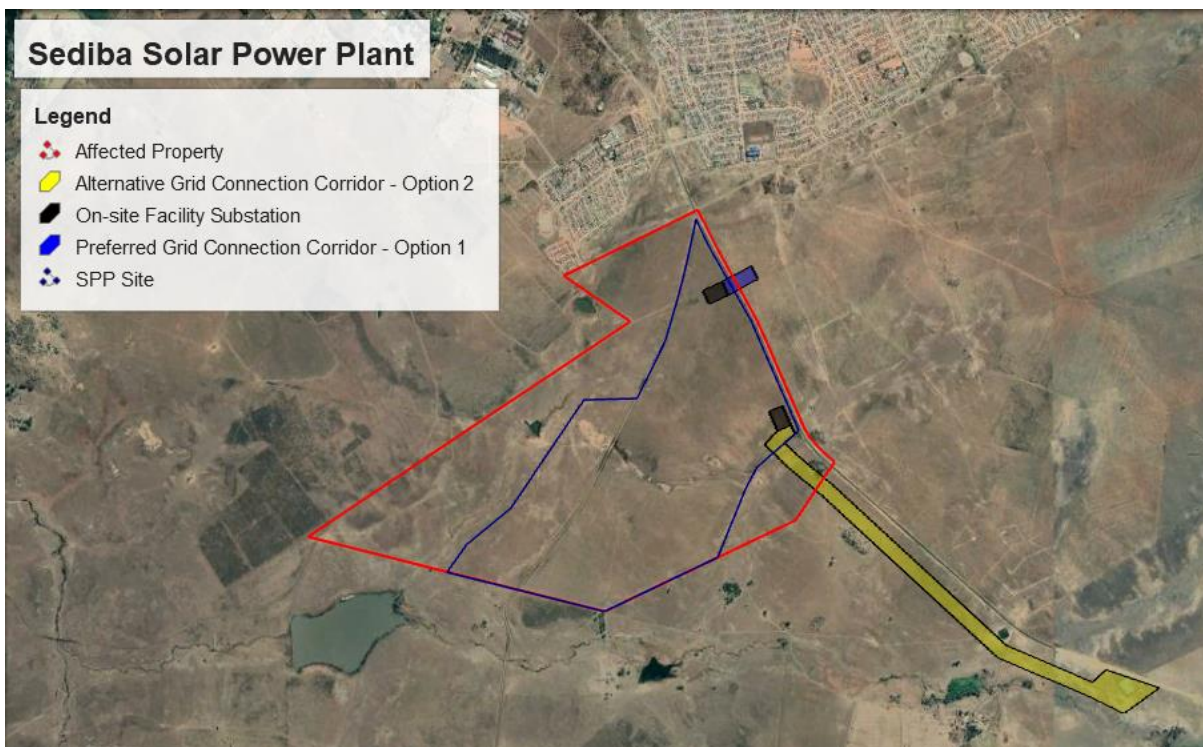 Sediba Solar Power Plant
Legend
Affected Property
Alternative Grid Connection Corridor - Option 2
On-site Facility Substation
Preferred Grid Connection Corridor - Option 1
SPP Site